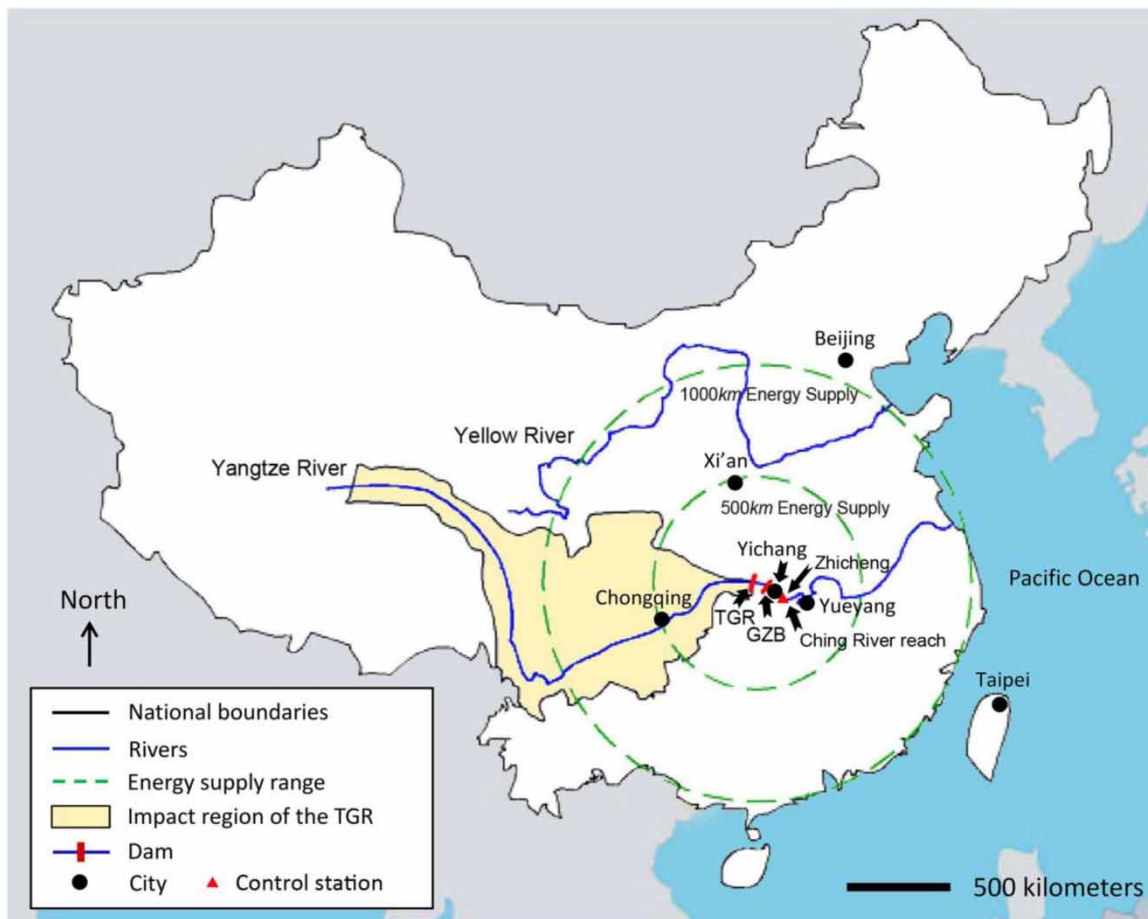 Beijing
1000km Energy Supply
Yellow River
Yangtze River
Xi'an
500km Energy Supply
Yichang
Zhicheng
Pacific Ocean
North
Chongqing
TGR
GZB
Yueyang
Ching River reach
Taipei
National boundaries
Rivers
Energy supply range
Impact region of the TGR
Dam
City
Control station
500 kilometers